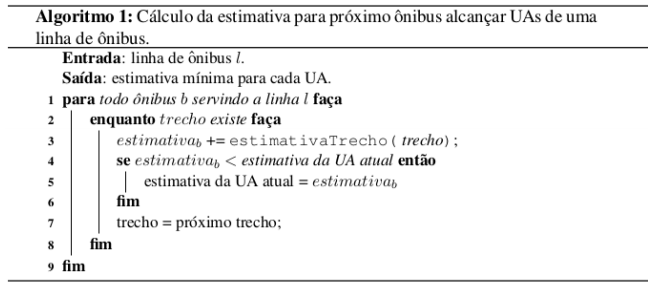 Algoritmo 1: Cálculo da estimativa para próximo ônibus alcançar UAs de uma
linha de ônibus.
Entrada: linha de ônibus l.
Saída: estimativa mínima para cada UA.
1 para todo ônibus b servindo a linha l faça
2 enquanto trecho existe faça
3 estimativa_b += estimativaTrecho( trecho);
4 se estimativa_b < estimativa da UA atual então
5 estimativa da UA atual = estimativa_b
6 fim
7 trecho = próximo trecho;
8 fim
9 fim